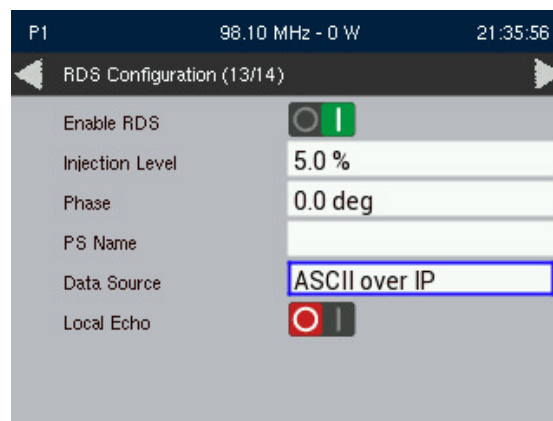 P1 98.10 MHz - 0 W 21:35:56
RDS Configuration (13/14)
Enable RDS
Injection Level 5.0 %
Phase 0.0 deg
PS Name
Data Source ASCII over IP
Local Echo